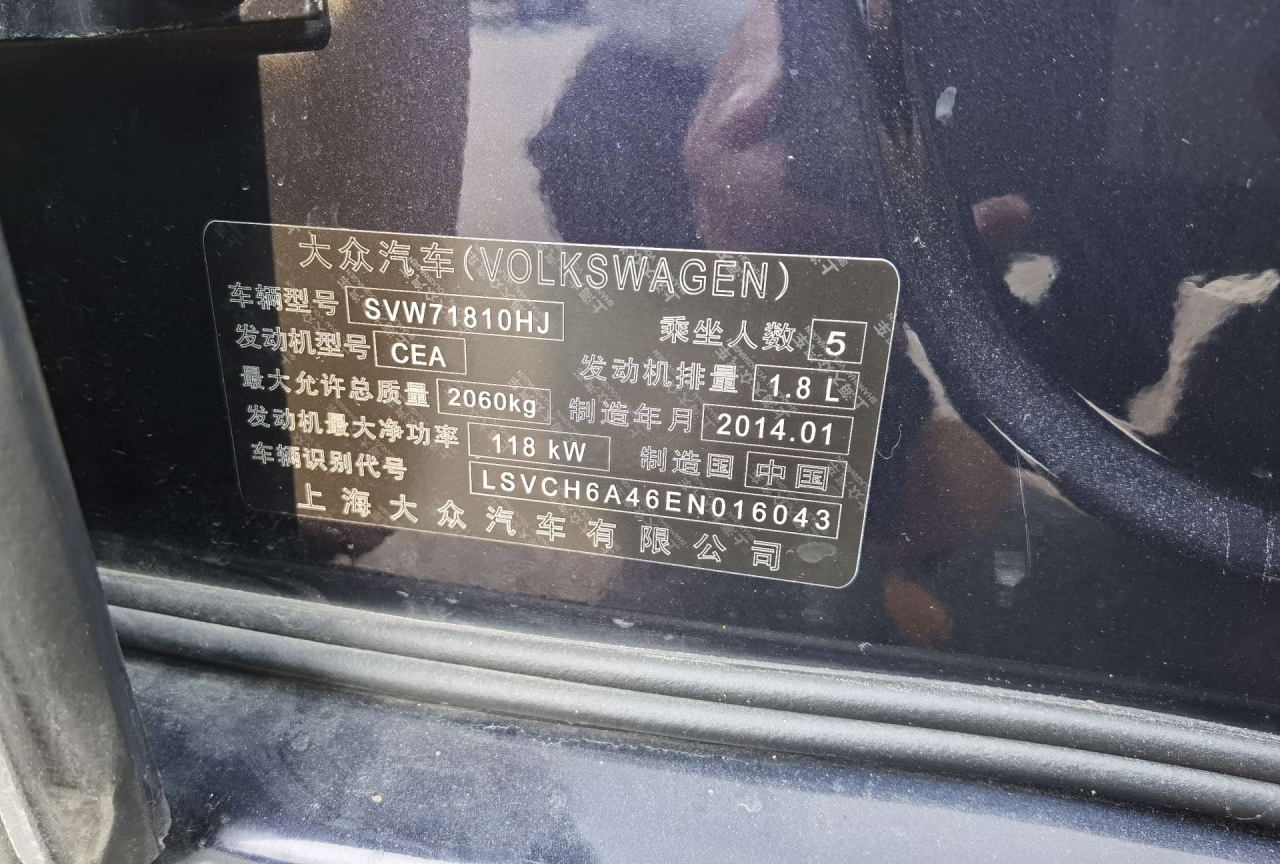 大众汽车(VOLKSWAGEN)
车辆型号 SVW71810HJ 乘坐人数 5
发动机型号 CEA 发动机排量 1.8 L
最大允许总质量 2060kg 制造年月 2014.01
发动机最大净功率 118 kW 制造国 中国
车辆识别代号 LSVCH6A46EN016043
上海大众汽车有限公司